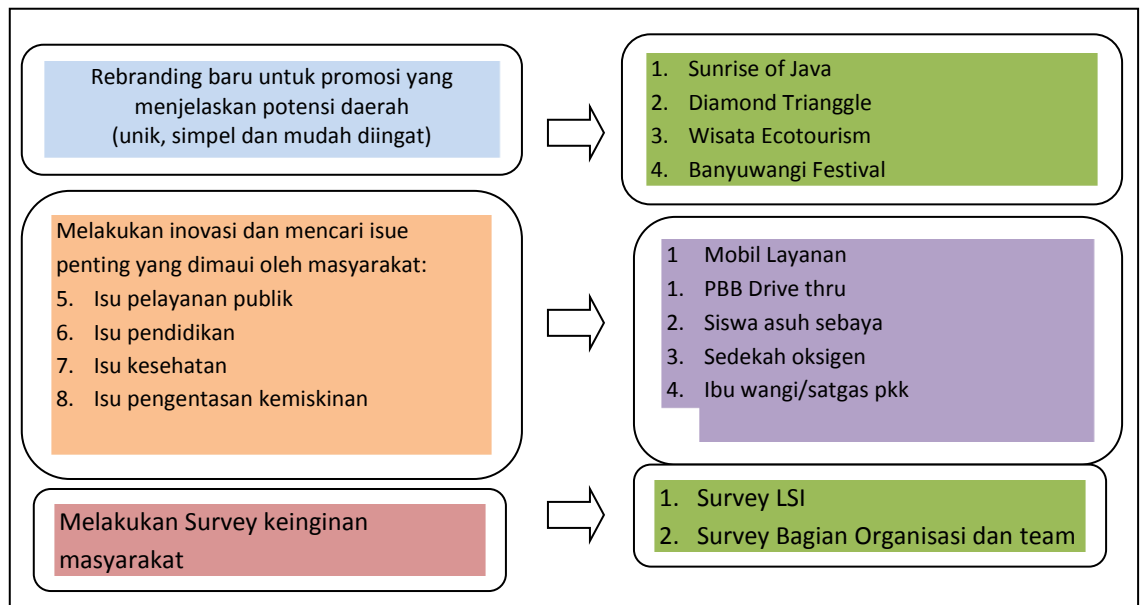 Rebranding baru untuk promosi yang
menjelaskan potensi daerah
(unik, simpel dan mudah diingat)
1. Sunrise of Java
2. Diamond Trianggle
3. Wisata Ecotourism
4. Banyuwangi Festival
Melakukan inovasi dan mencari isue
penting yang dimaui oleh masyarakat:
5. Isu pelayanan publik
6. Isu pendidikan
7. Isu kesehatan
8. Isu pengentasan kemiskinan
1 Mobil Layanan
1. PBB Drive thru
2. Siswa asuh sebaya
3. Sedekah oksigen
4. Ibu wangi/satgas pkk
Melakukan Survey keinginan
masyarakat
1. Survey LSI
2. Survey Bagian Organisasi dan team